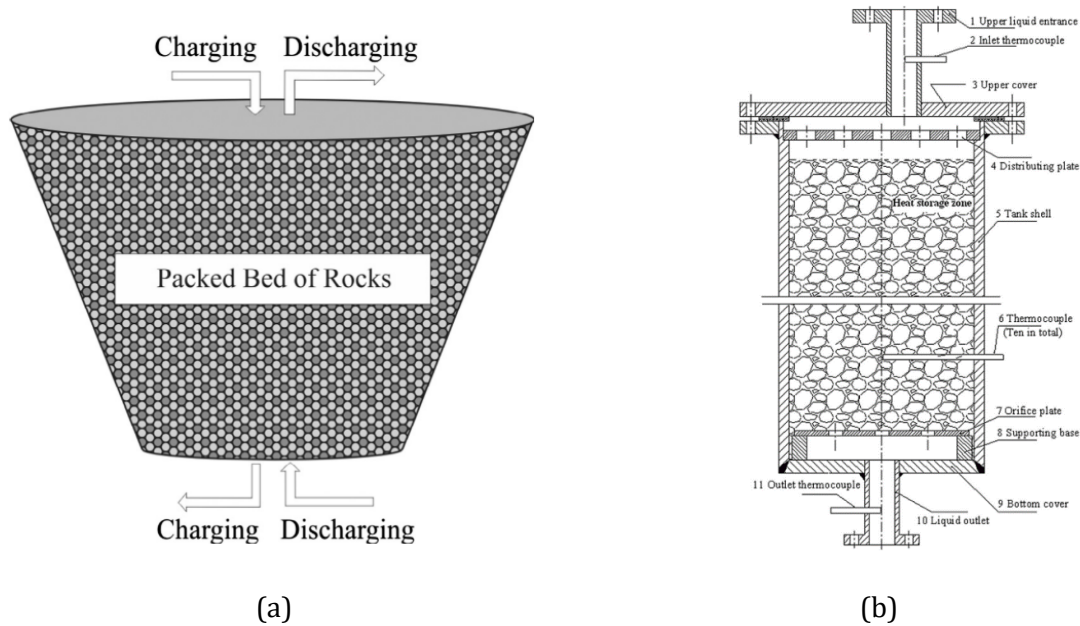 Charging Discharging
Packed Bed of Rocks
Charging Discharging
(a)
1 Upper liquid entrance
2 Inlet thermocouple
3 Upper cover
4 Distributing plate
Heat storage zone
5 Tank shell
6 Thermocouple
(Ten in total)
7 Orifice plate
8 Supporting base
11 Outlet thermocouple
9 Bottom cover
10 Liquid outlet
(b)